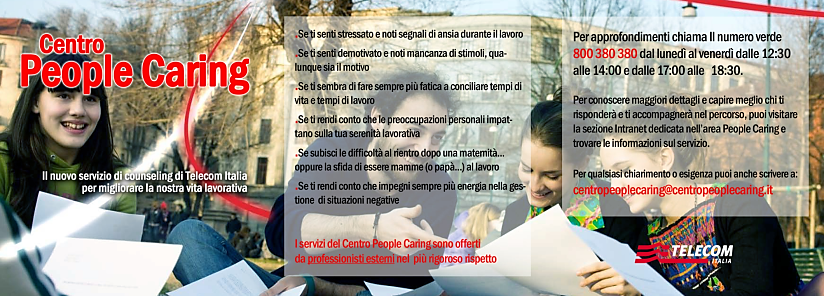 Centro
People Caring
Il nuovo servizio di counseling di Telecom Italia
per migliorare la nostra vita lavorativa
.Se ti senti stressato e noti segnali di ansia durante il lavoro
.Se ti senti demotivato e noti mancanza di stimoli, qua-
lunque sia il motivo
.Se ti sembra di fare sempre più fatica a conciliare tempi di
vita e tempi di lavoro
.Se ti rendi conto che le preoccupazioni personali impat-
tano sulla tua serenità lavorativa
.Se subisci le difficoltà al rientro dopo una maternità...
oppure la sfida di essere mamme (o papà...) al lavoro
.Se ti rendi conto che impegni sempre più energia nella ges-
tione di situazioni negative
I servizi del Centro People Caring sono offerti
da professionisti esterni nel più rigoroso rispetto
Per approfondimenti chiama Il numero verde
800 380 380 dal lunedì al venerdì dalle 12:30
alle 14:00 e dalle 17:00 alle 18:30.
Per conoscere maggiori dettagli e capire meglio chi ti
risponderà e ti accompagnerà nel percorso, puoi visitare
la sezione Intranet dedicata nell'area People Caring e
trovare le informazioni sul servizio.
Per qualsiasi chiarimento o esigenza puoi anche scrivere a:
centropeoplecaring@centropeoplecaring.it
TELECOM
ITALIA